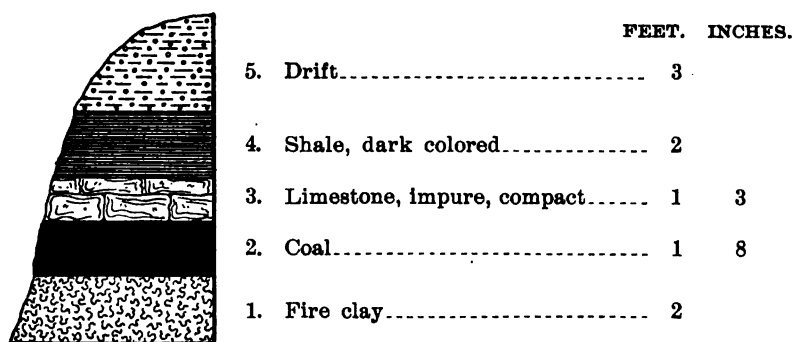 FEET. INCHES.
5. Drift 3
4. Shale, dark colored 2
3. Limestone, impure, compact 1 3
2. Coal 1 8
1. Fire clay 2